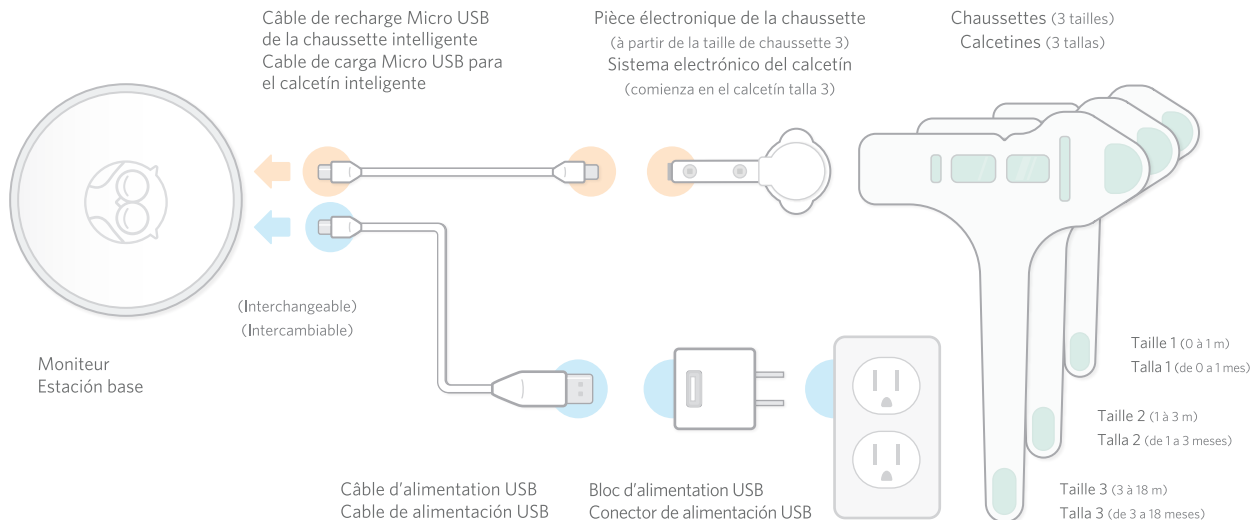 Câble de recharge Micro USB
de la chaussette intelligente
Cable de carga Micro USB para
el calcetín inteligente
Pièce électronique de la chaussette
(à partir de la taille de chaussette 3)
Sistema electrónico del calcetín
(comienza en el calcetín talla 3)
Chaussettes (3 tailles)
Calcetines (3 tallas)
(Interchangeable)
(Intercambiable)
Moniteur
Estación base
Taille 1 (0 à 1 m)
Talla 1 (de 0 a 1 mes)
Taille 2 (1 à 3 m)
Talla 2 (de 1 a 3 meses)
Câble d'alimentation USB
Cable de alimentación USB
Bloc d'alimentation USB
Conector de alimentación USB
Taille 3 (3 à 18 m)
Talla 3 (de 3 a 18 meses)